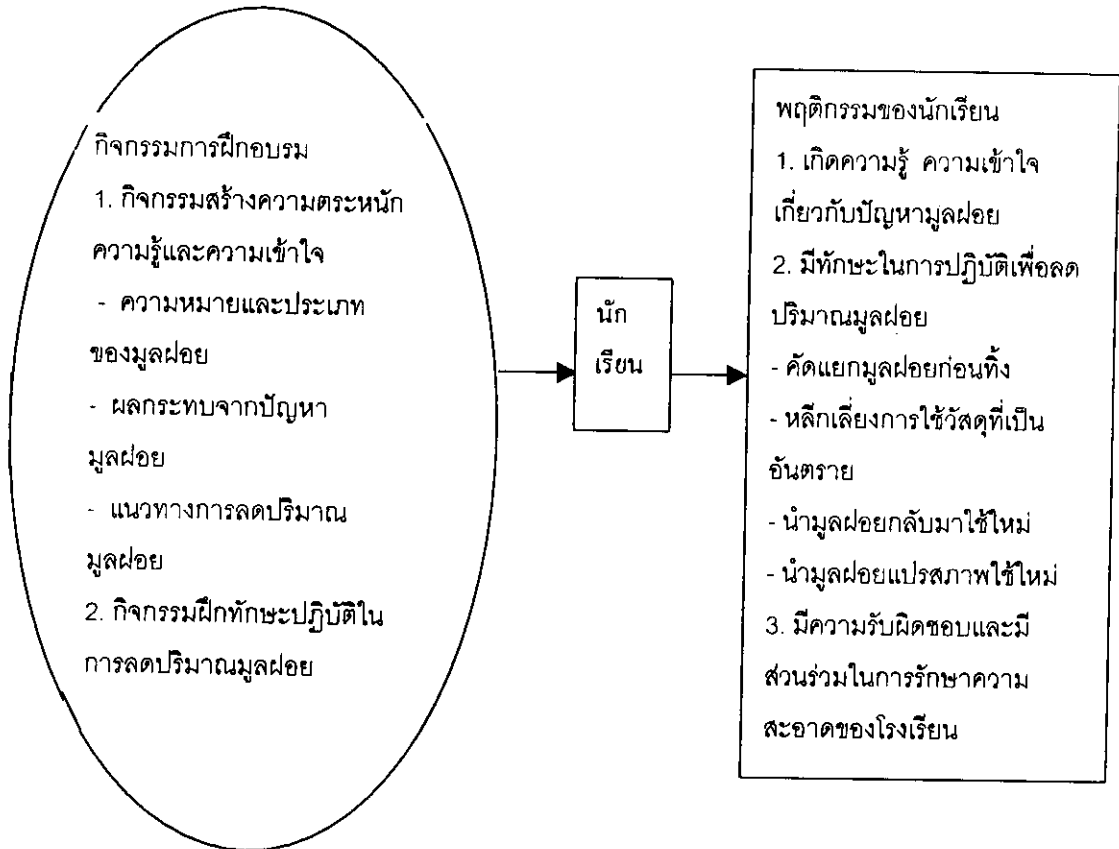 กิจกรรมการฝึกอบรม
1. กิจกรรมสร้างความตระหนัก
ความรู้และความเข้าใจ
- ความหมายและประเภท
ของมูลฝอย
- ผลกระทบจากปัญหา
มูลฝอย
- แนวทางการลดปริมาณ
มูลฝอย
2. กิจกรรมฝึกทักษะปฏิบัติใน
การลดปริมาณมูลฝอย
นัก
เรียน
พฤติกรรมของนักเรียน
1. เกิดความรู้ ความเข้าใจ
เกี่ยวกับปัญหามูลฝอย
2. มีทักษะในการปฏิบัติเพื่อลด
ปริมาณมูลฝอย
- คัดแยกมูลฝอยก่อนทิ้ง
- หลีกเลี่ยงการใช้วัสดุที่เป็น
อันตราย
- นำมูลฝอยกลับมาใช้ใหม่
- นำมูลฝอยแปรสภาพใช้ใหม่
3. มีความรับผิดชอบและมี
ส่วนร่วมในการรักษาความ
สะอาดของโรงเรียน